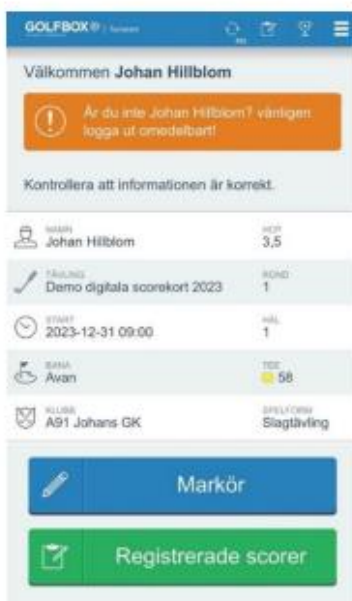 GOLFBOX
Välkommen Johan Hillblom
Är du inte Johan Hillblom? vänligen
logga ut omedelbart!
Kontrollera att informationen är korrekt.
NAMN HCP
Johan Hillblom 3,5
TÄVLING ROND
Demo digitala scorekort 2023 1
START HÅL
2023-12-31 09:00 1
BANA TEE
Avan 58
KLUBB SPELFORM
A91 Johans GK Slagtävling
Markör
Registrerade scorer